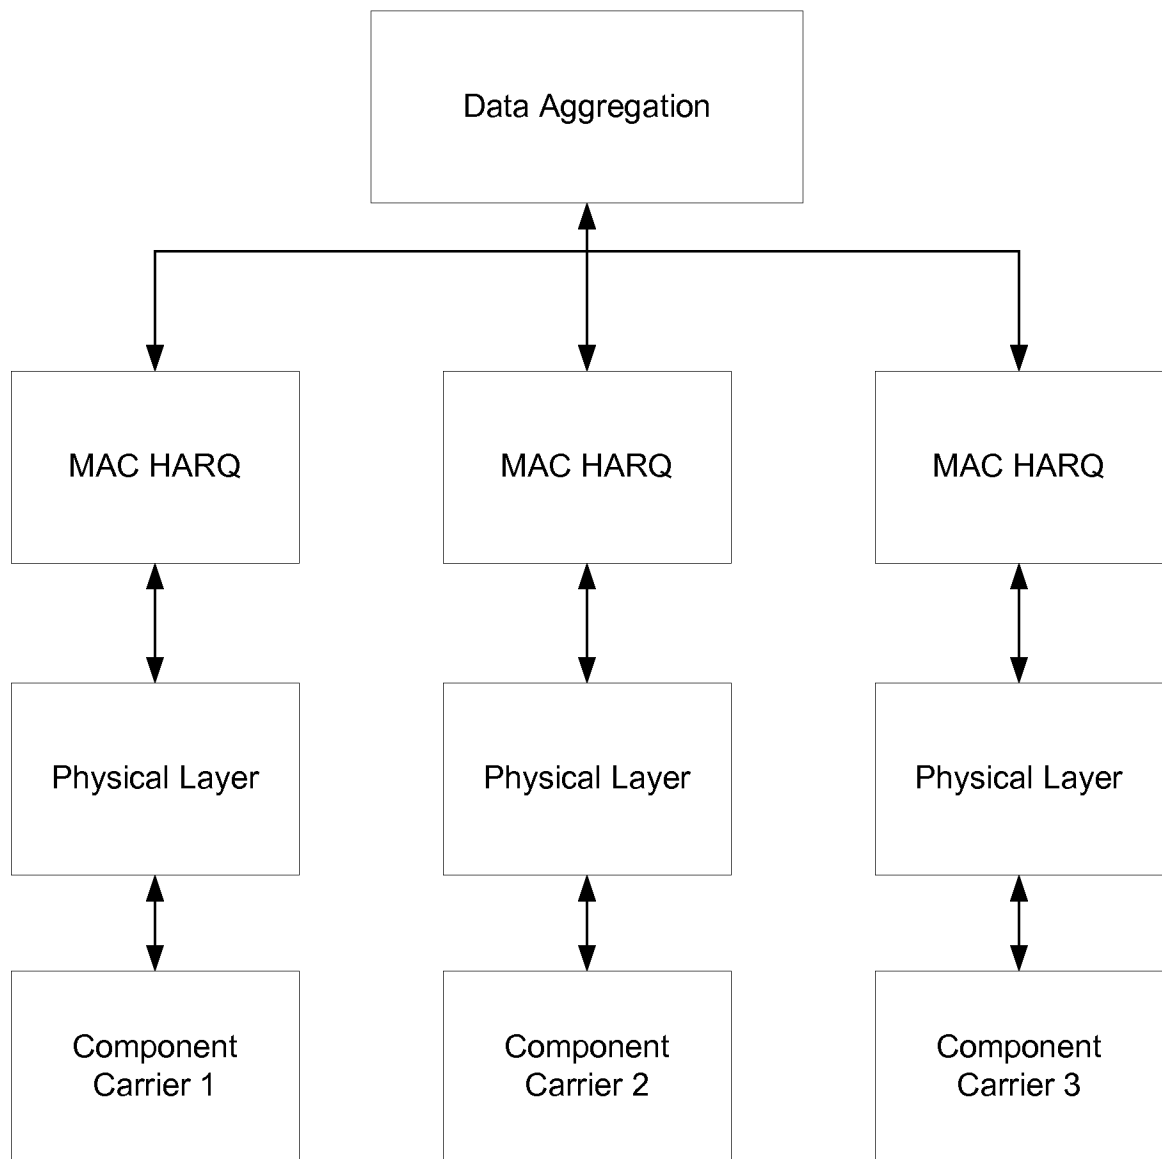 Data Aggregation
MAC HARQ
MAC HARQ
MAC HARQ
Physical Layer
Physical Layer
Physical Layer
Component
Carrier 1
Component
Carrier 2
Component
Carrier 3